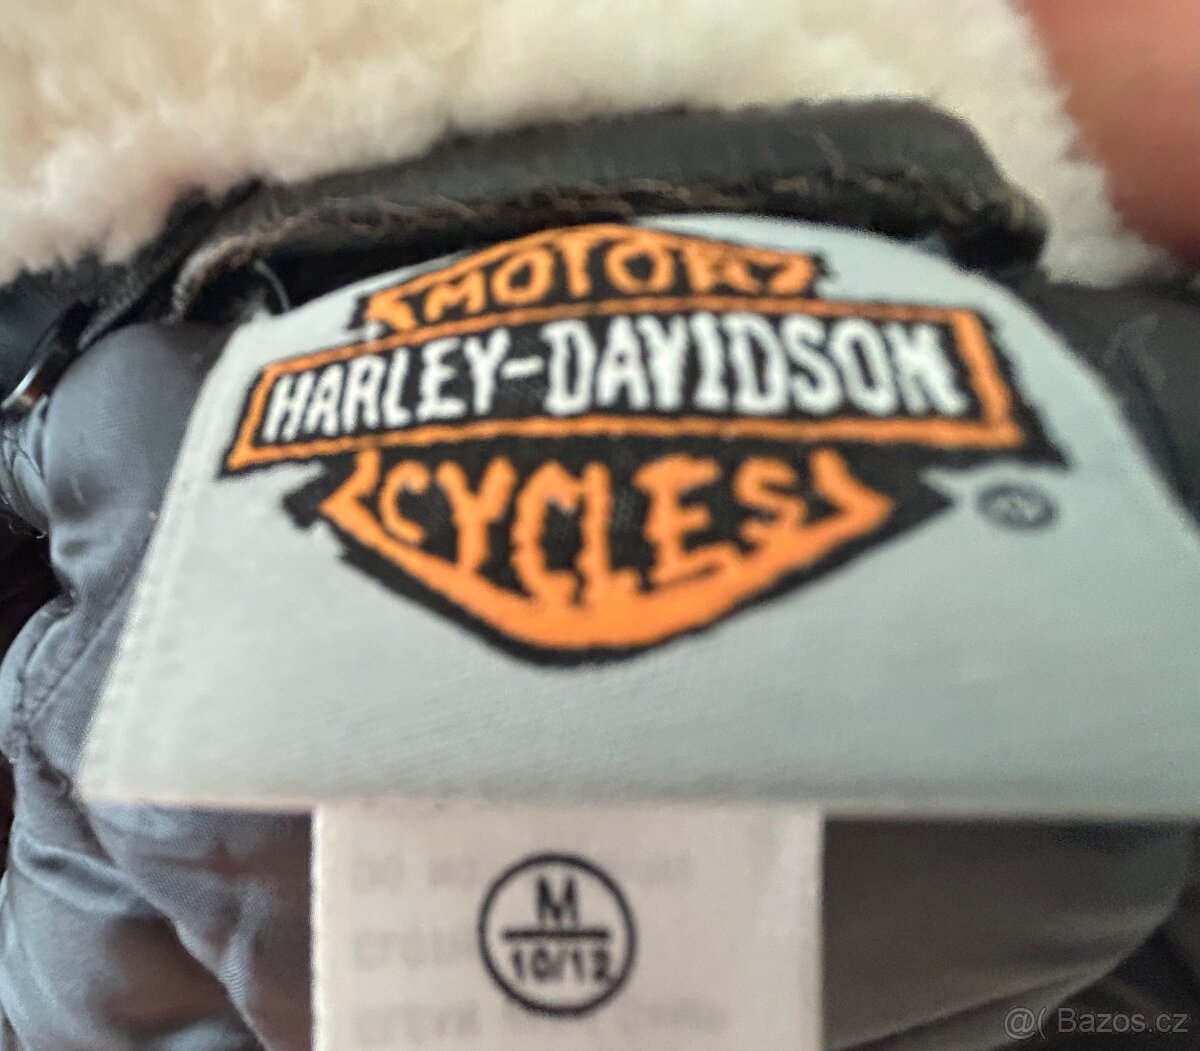 MOTOR
HARLEY-DAVIDSON
CYCLES
®
M
10/12
@( Bazos.cz